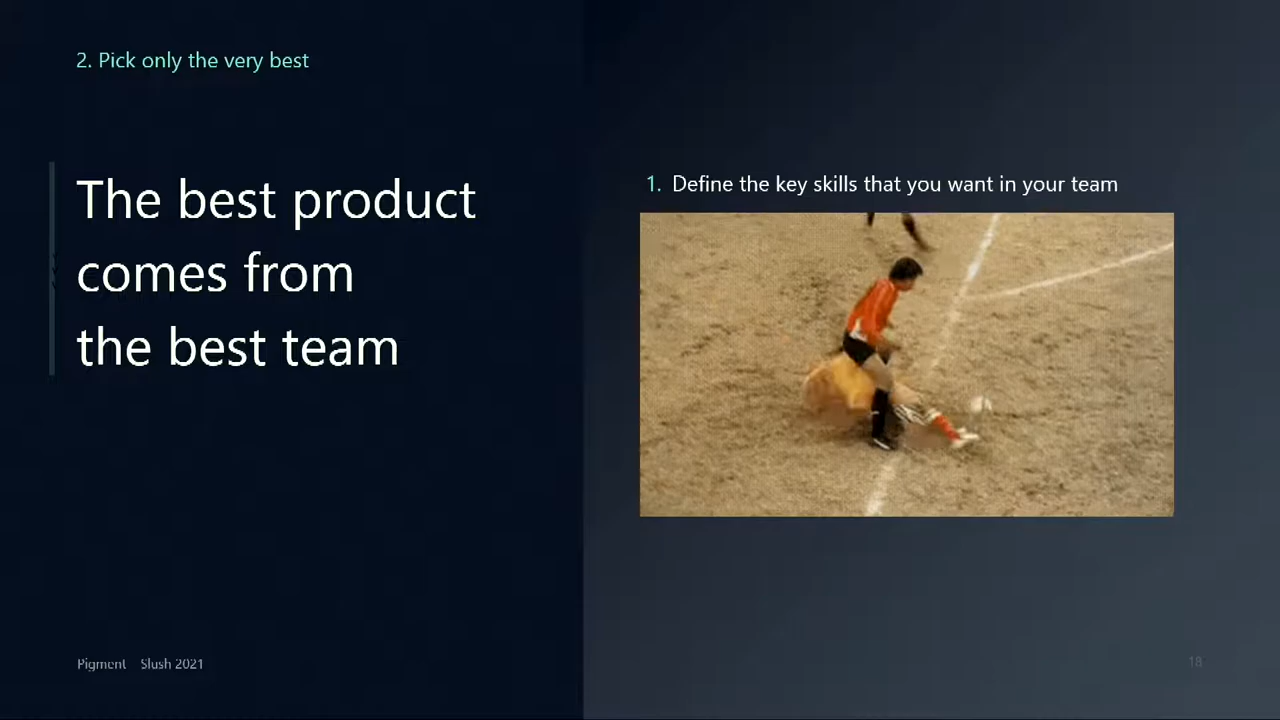 2. Pick only the very best
The best product
comes from
the best team
1. Define the key skills that you want in your team
Pigment Slush 2021
18